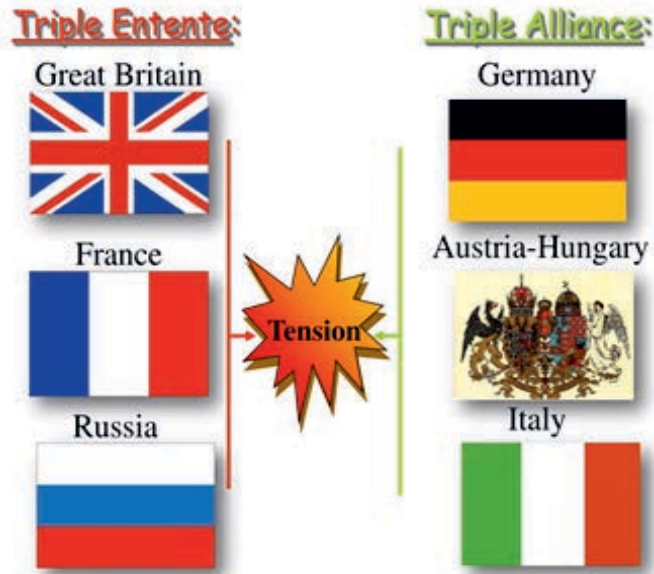 Triple Entente:
Great Britain
France
Russia
Tension
Triple Alliance:
Germany
Austria-Hungary
Italy